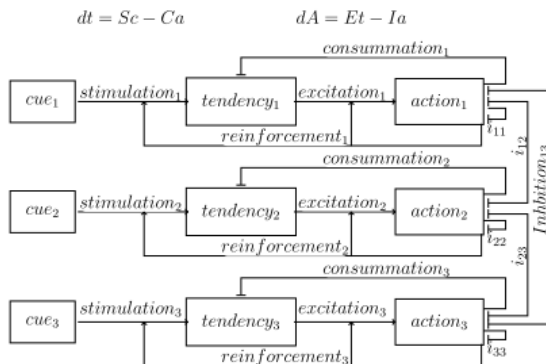 dt = Sc − Ca dA = Et − Ia
consummation₁
cue₁ stimulation₁ tendency₁ excitation₁ action₁
reinforcement₁ i₁₁
i₁₂
Inhbition₁₃
consummation₂
cue₂ stimulation₂ tendency₂ excitation₂ action₂
reinforcement₂ i₂₂
i₂₃
consummation₃
cue₃ stimulation₃ tendency₃ excitation₃ action₃
reinforcement₃ i₃₃